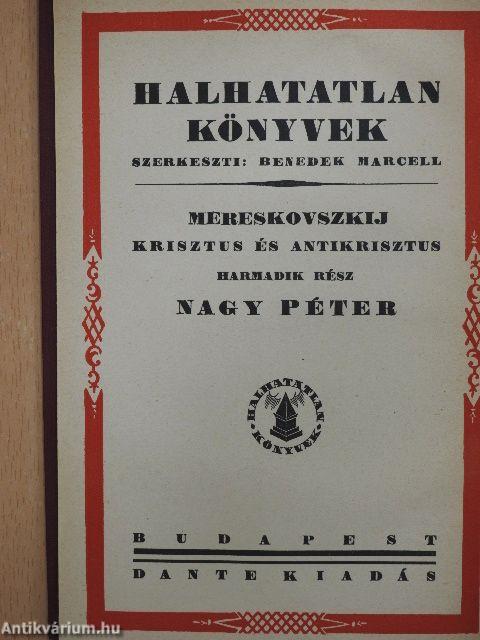 HALHATATLAN
KÖNYVEK
SZERKESZTI: BENEDEK MARCELL
MERESKOVSZKIJ
KRISZTUS ÉS ANTIKRISZTUS
HARMADIK RÉSZ
NAGY PÉTER
HALHATATLAN
KÖNYVEK
BUDAPEST
DANTE KIADÁS
Antikvárium.hu